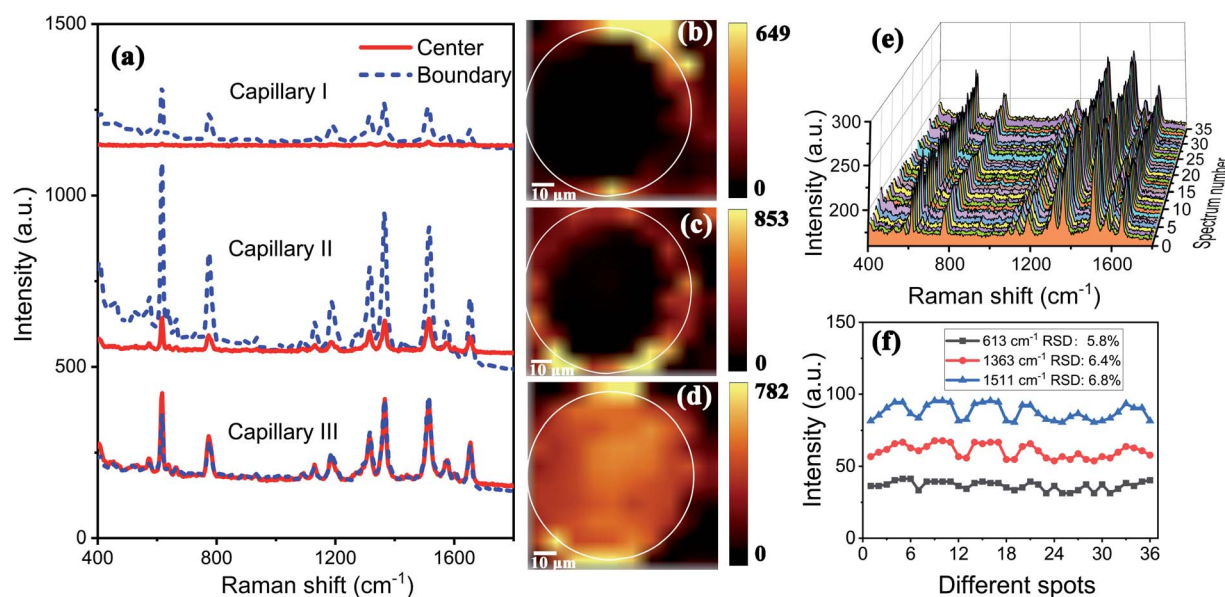 (a)
Center
Boundary
Capillary I
Capillary II
Capillary III
1500
1000
500
0
Intensity (a.u.)
400
800
1200
1600
Raman shift (cm⁻¹)
(b)
10 μm
649
0
(c)
10 μm
853
0
(d)
10 μm
782
0
(e)
300
250
200
Intensity (a.u.)
35
30
25
20
15
10
5
0
Spectrum number
400
800
1200
1600
Raman shift (cm⁻¹)
(f)
613 cm⁻¹ RSD: 5.8%
1363 cm⁻¹ RSD: 6.4%
1511 cm⁻¹ RSD: 6.8%
150
100
50
0
Intensity (a.u.)
0
6
12
18
24
30
36
Different spots